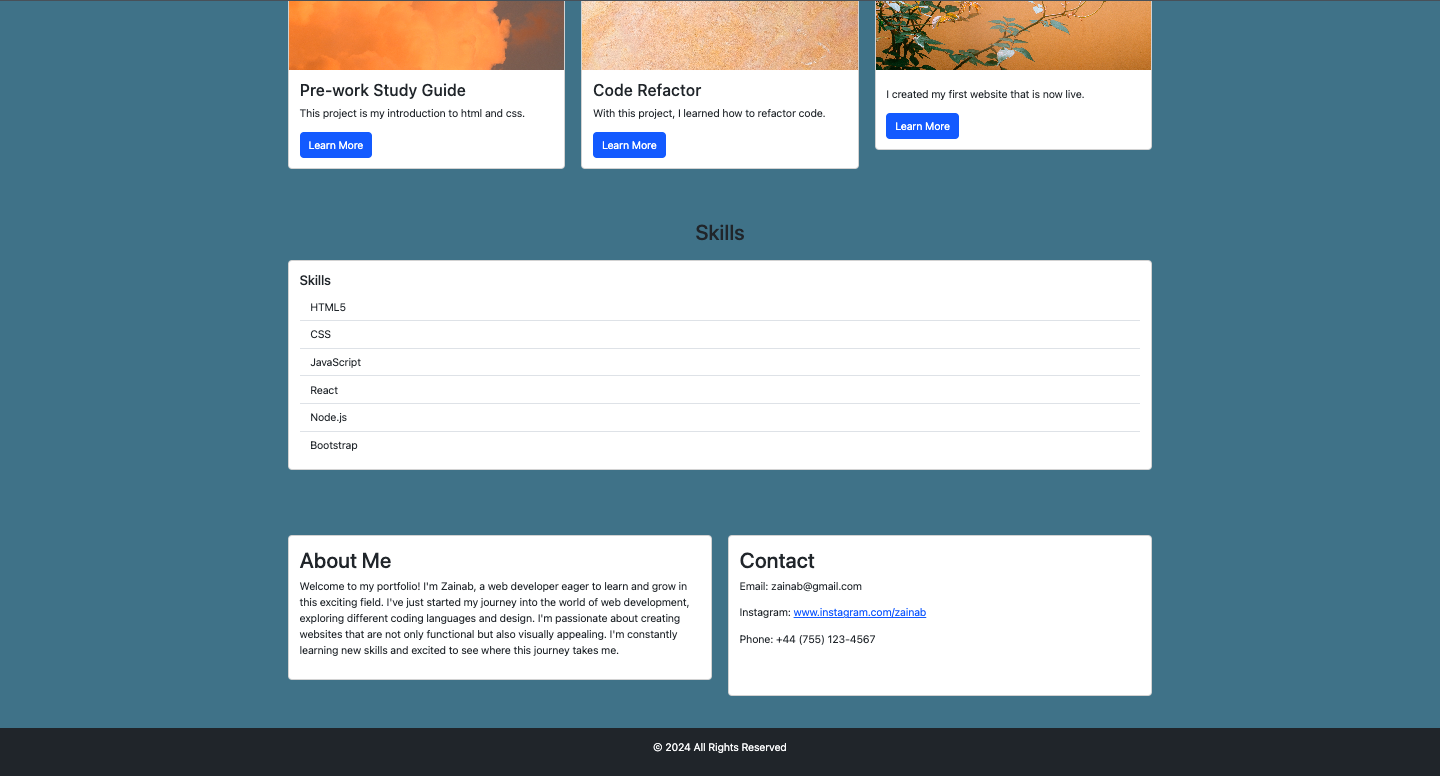 Pre-work Study Guide
This project is my introduction to html and css.
Learn More
Code Refactor
With this project, I learned how to refactor code.
Learn More
I created my first website that is now live.
Learn More
Skills
Skills
HTML5
CSS
JavaScript
React
Node.js
Bootstrap
About Me
Welcome to my portfolio! I'm Zainab, a web developer eager to learn and grow in
this exciting field. I've just started my journey into the world of web development,
exploring different coding languages and design. I'm passionate about creating
websites that are not only functional but also visually appealing. I'm constantly
learning new skills and excited to see where this journey takes me.
Contact
Email: zainab@gmail.com
Instagram: www.instagram.com/zainab
Phone: +44 (755) 123-4567
© 2024 All Rights Reserved